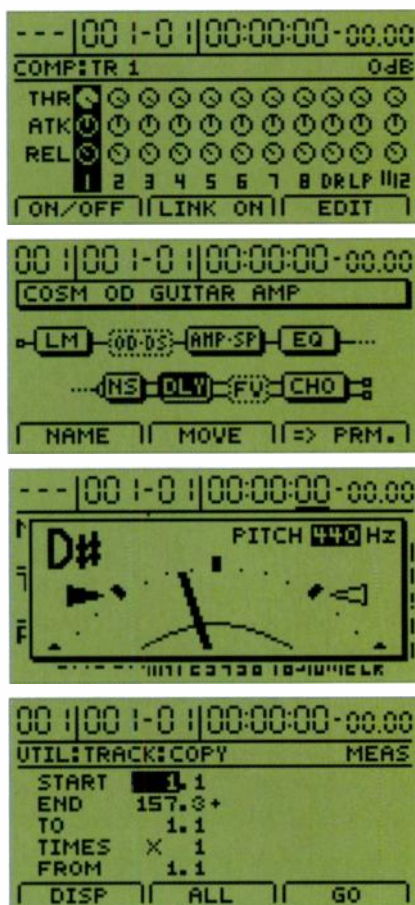 ---|001-01|00:00:00-00.00
COMP:TR 1 0dB
THR
ATK
REL
1 2 3 4 5 6 7 8 DR LP
ON/OFF LINK ON EDIT
001|001-01|00:00:00-00.00
COSM OD GUITAR AMP
LM OD-DS AMP-SP EQ
NS DLY FV CHO
NAME MOVE => PRM.
---|001-01|00:00:00-00.00
D# PITCH 440 Hz
001|001-01|00:00:00-00.00
UTIL:TRACK:COPY MEAS
START 1.1
END 157.3+
TO 1.1
TIMES × 1
FROM 1.1
DISP ALL GO